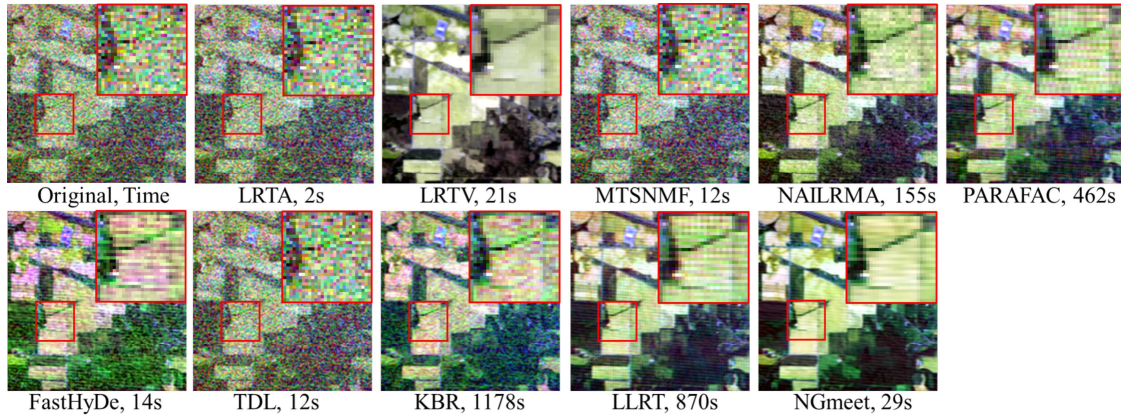 Original, Time
LRTA, 2s
LRTV, 21s
MTSNMF, 12s
NAILRMA, 155s
PARAFAC, 462s
FastHyDe, 14s
TDL, 12s
KBR, 1178s
LLRT, 870s
NGmeet, 29s